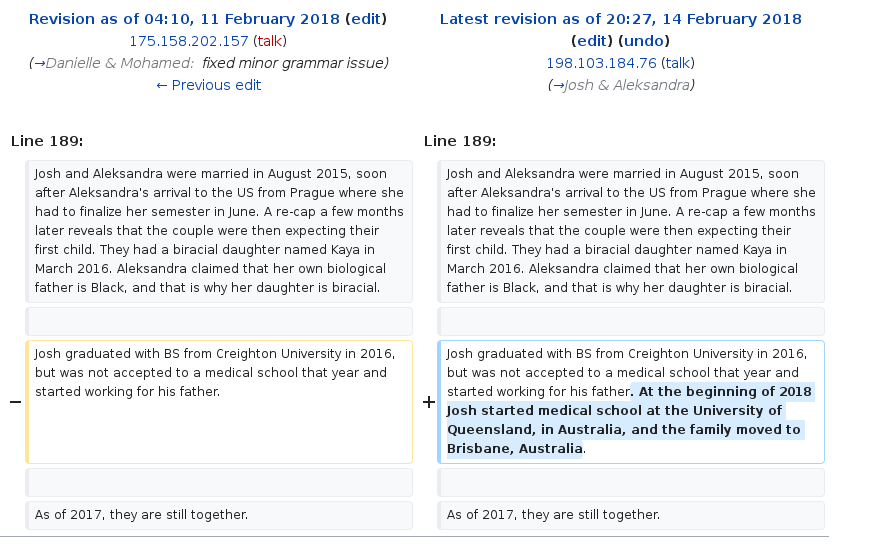 Revision as of 04:10, 11 February 2018 (edit)
175.158.202.157 (talk)
(→Danielle & Mohamed: fixed minor grammar issue)
← Previous edit
Latest revision as of 20:27, 14 February 2018
(edit) (undo)
198.103.184.76 (talk)
(→Josh & Aleksandra)
Line 189:
Line 189:
Josh and Aleksandra were married in August 2015, soon
after Aleksandra's arrival to the US from Prague where she
had to finalize her semester in June. A re-cap a few months
later reveals that the couple were then expecting their
first child. They had a biracial daughter named Kaya in
March 2016. Aleksandra claimed that her own biological
father is Black, and that is why her daughter is biracial.
Josh and Aleksandra were married in August 2015, soon
after Aleksandra's arrival to the US from Prague where she
had to finalize her semester in June. A re-cap a few months
later reveals that the couple were then expecting their
first child. They had a biracial daughter named Kaya in
March 2016. Aleksandra claimed that her own biological
father is Black, and that is why her daughter is biracial.
−
Josh graduated with BS from Creighton University in 2016,
but was not accepted to a medical school that year and
started working for his father.
+
Josh graduated with BS from Creighton University in 2016,
but was not accepted to a medical school that year and
started working for his father. At the beginning of 2018
Josh started medical school at the University of
Queensland, in Australia, and the family moved to
Brisbane, Australia.
As of 2017, they are still together.
As of 2017, they are still together.